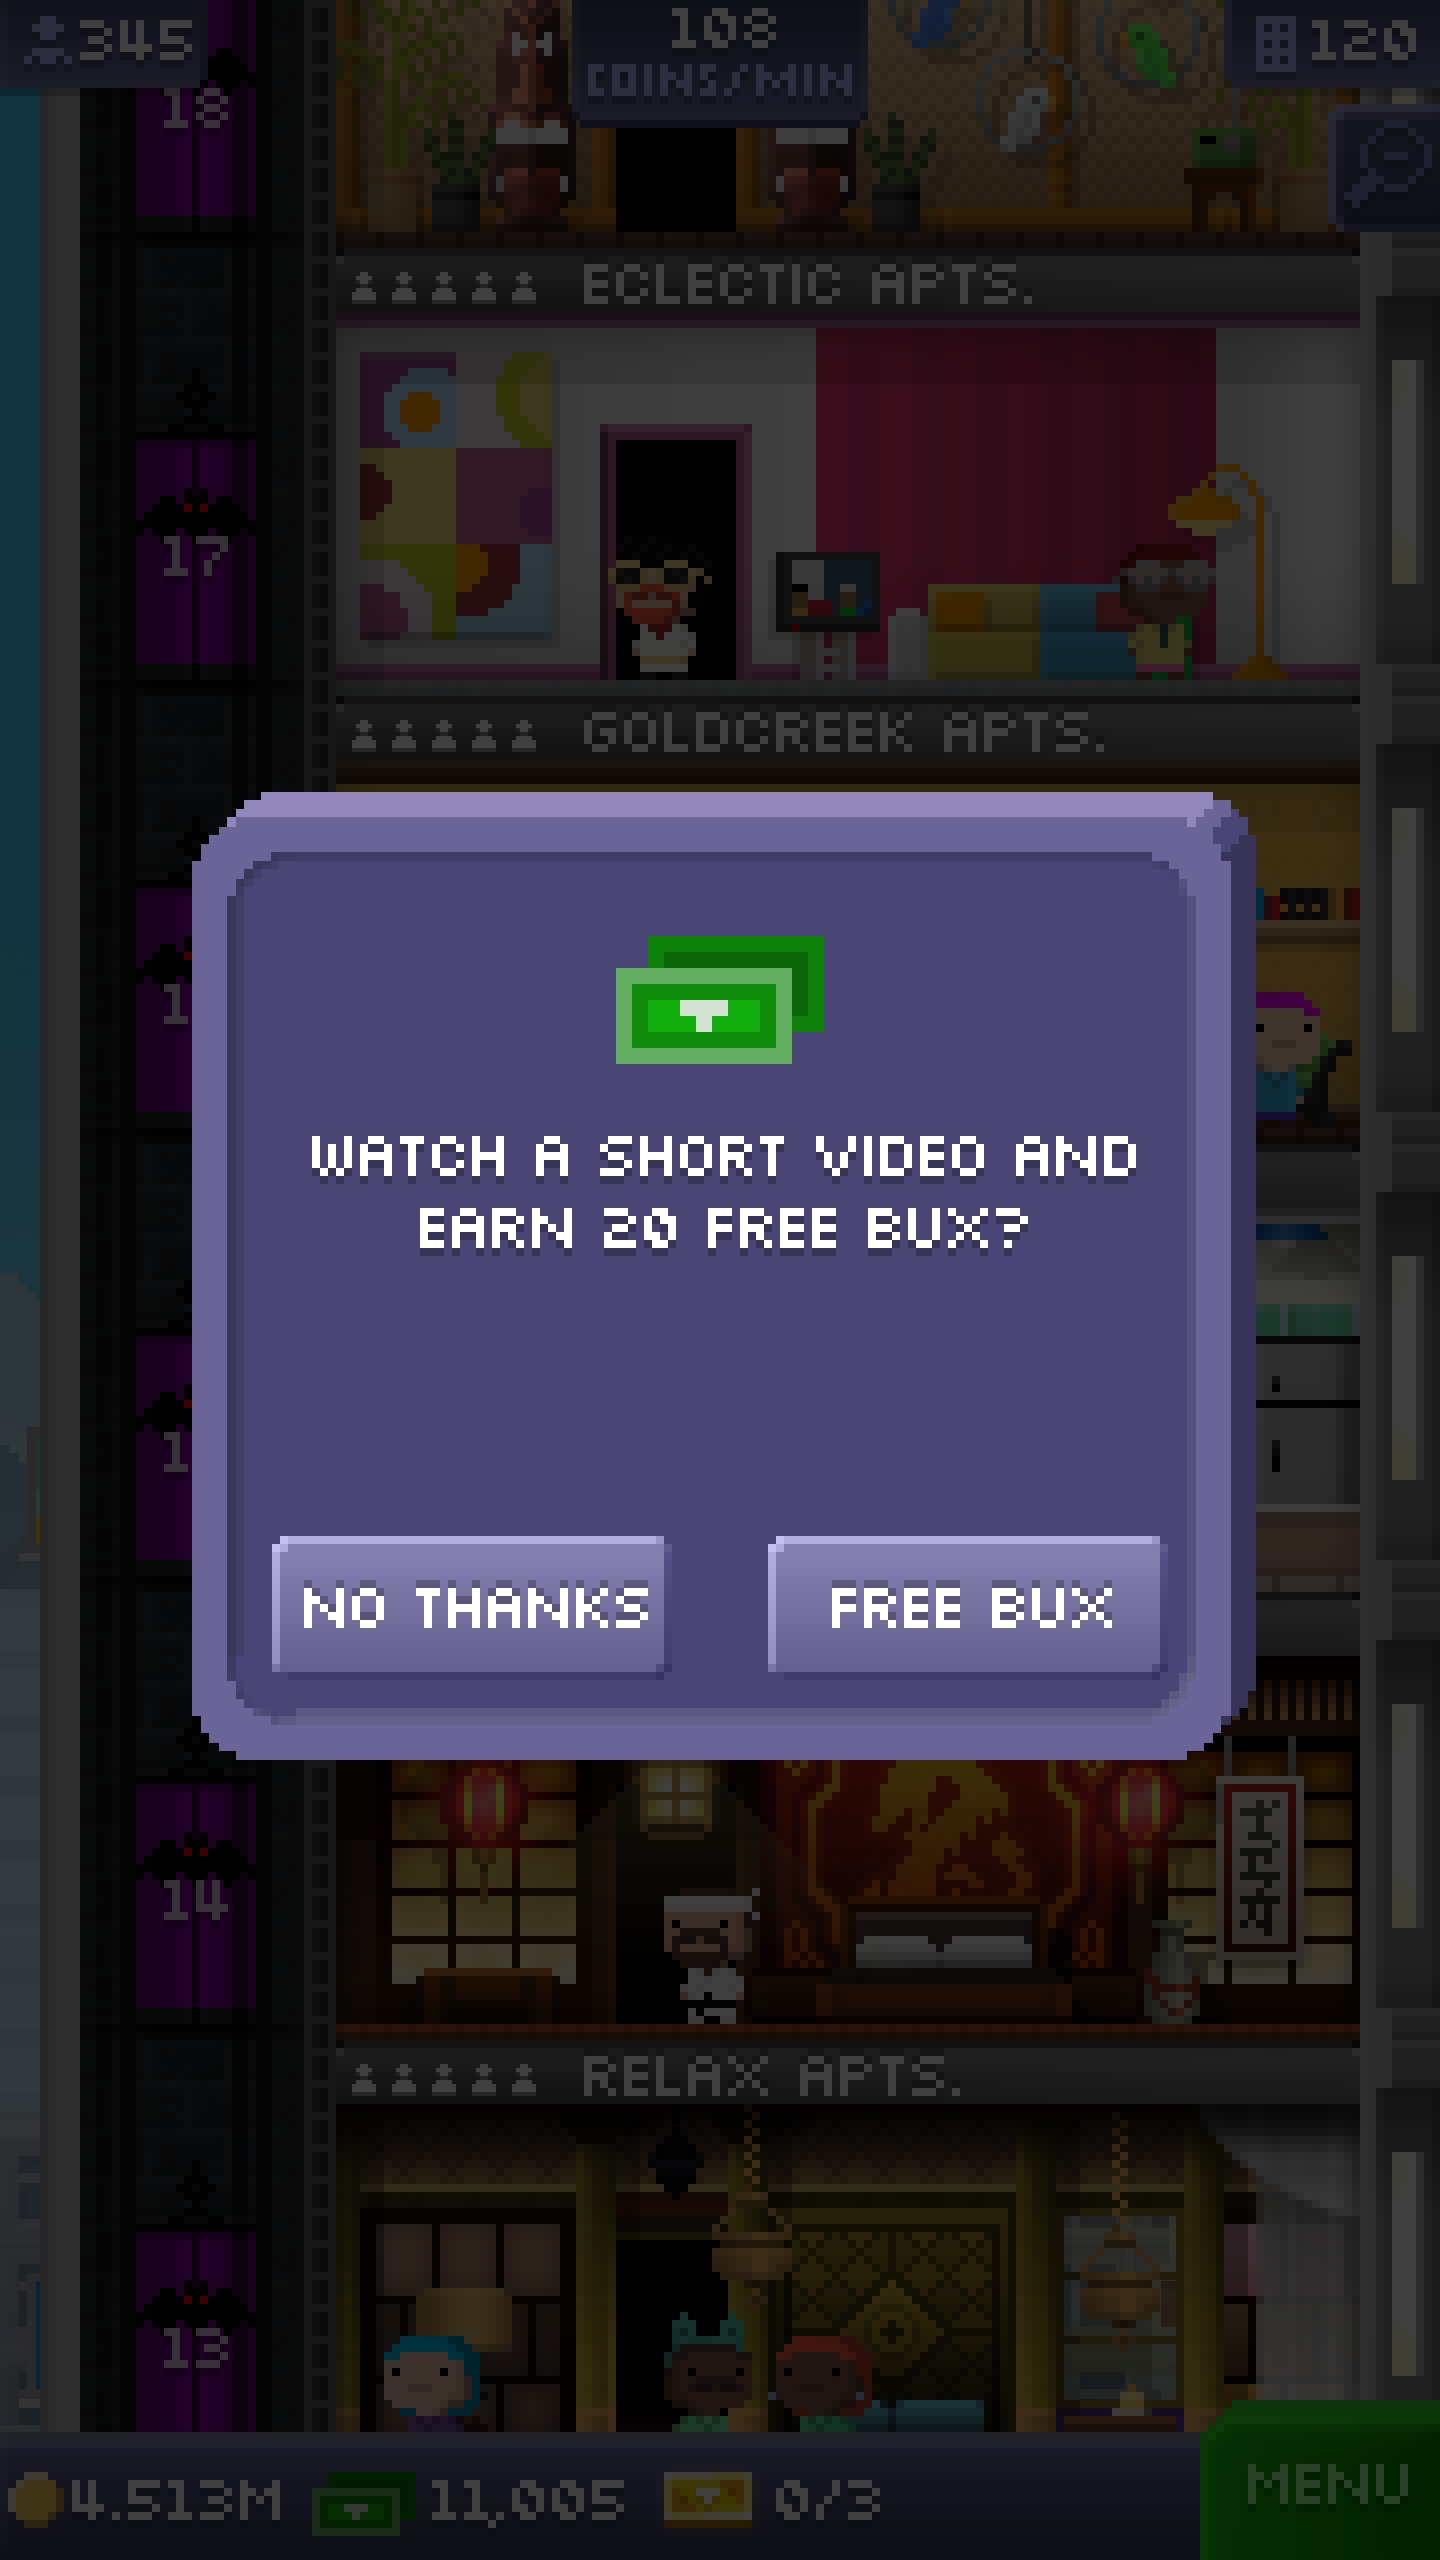 345
108
COINS/MIN
120
18
ECLECTIC APTS.
17
GOLDCREEK APTS.
WATCH A SHORT VIDEO AND
EARN 20 FREE BUX?
NO THANKS
FREE BUX
14
RELAX APTS.
13
4.513M
11,005
0/3
MENU